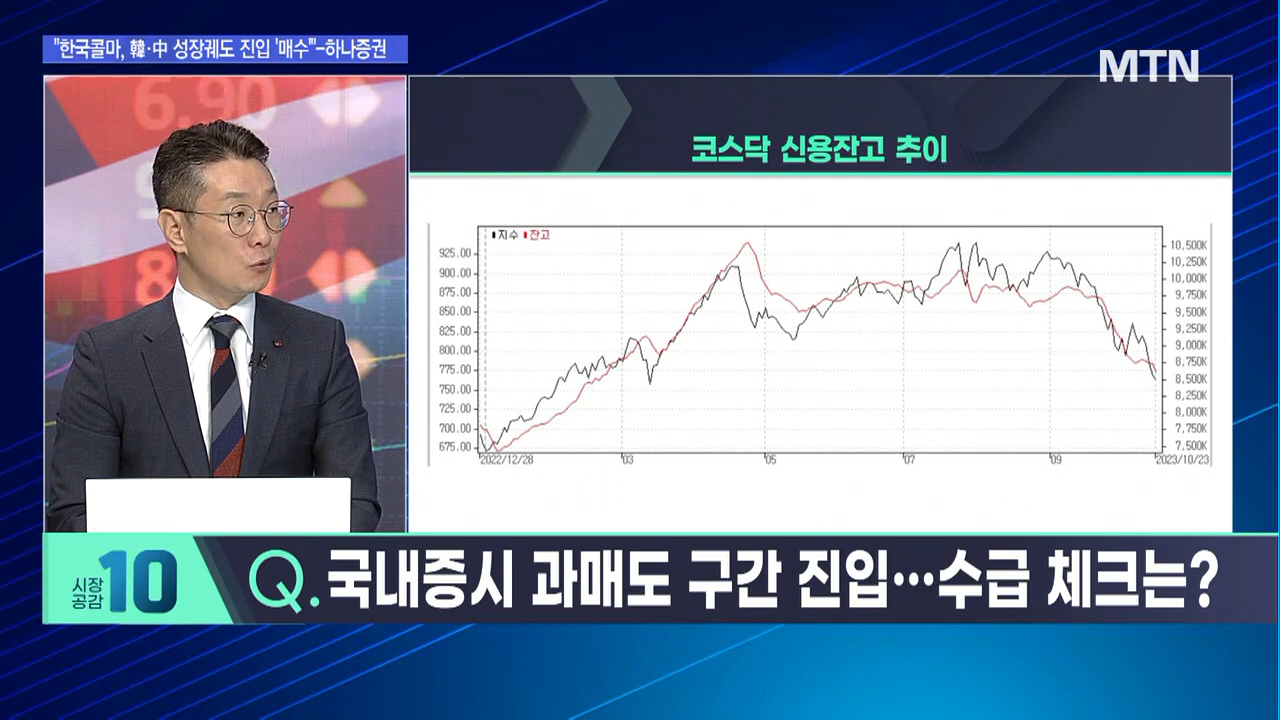 "한국콜마, 韓·中 성장궤도 진입 '매수'"-하나증권
MTN
6.90
코스닥 신용잔고 추이
지수 잔고
925.00
900.00
875.00
850.00
825.00
800.00
775.00
750.00
725.00
700.00
675.00
10,500K
10,250K
10,000K
9,750K
9,500K
9,250K
9,000K
8,750K
8,500K
8,250K
8,000K
7,750K
7,500K
2022/12/28 '03 '05 '07 '09 2023/10/23
시장
공감
10
Q. 국내증시 과매도 구간 진입…수급 체크는?